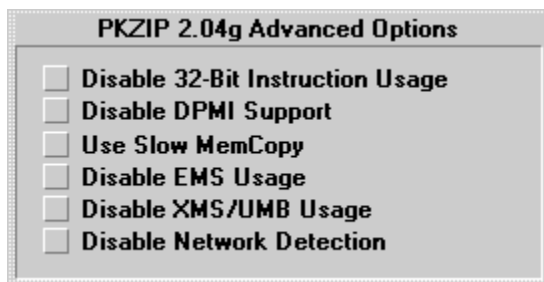 PKZIP 2.04g Advanced Options
Disable 32-Bit Instruction Usage
Disable DPMI Support
Use Slow MemCopy
Disable EMS Usage
Disable XMS/UMB Usage
Disable Network Detection